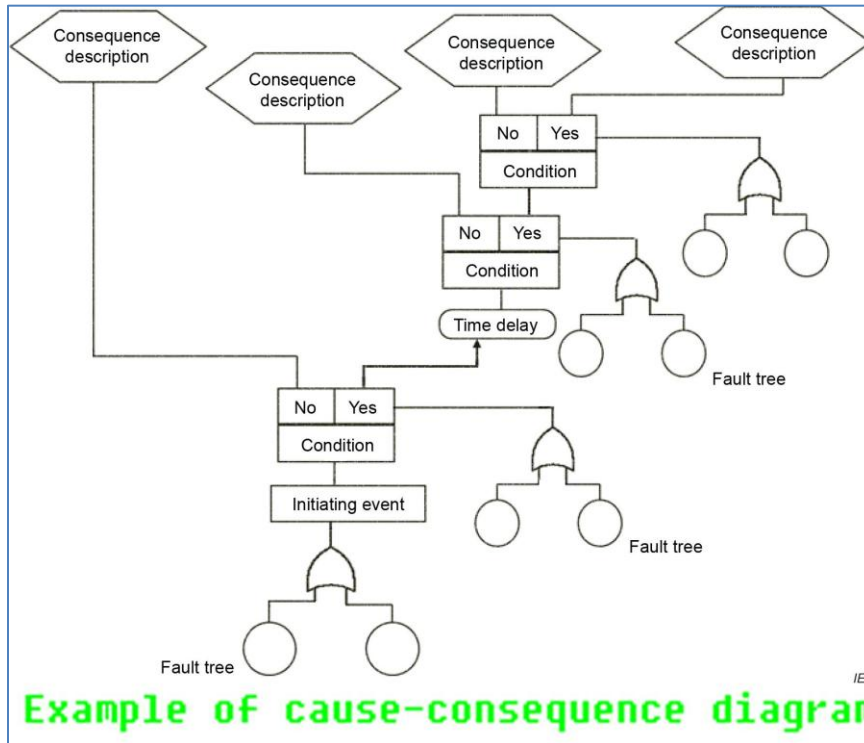 Consequence
description
Consequence
description
Consequence
description
Consequence
description
No Yes
Condition
No Yes
Condition
Time delay
Fault tree
No Yes
Condition
Initiating event
Fault tree
Fault tree
IE
Example of cause-consequence diagram